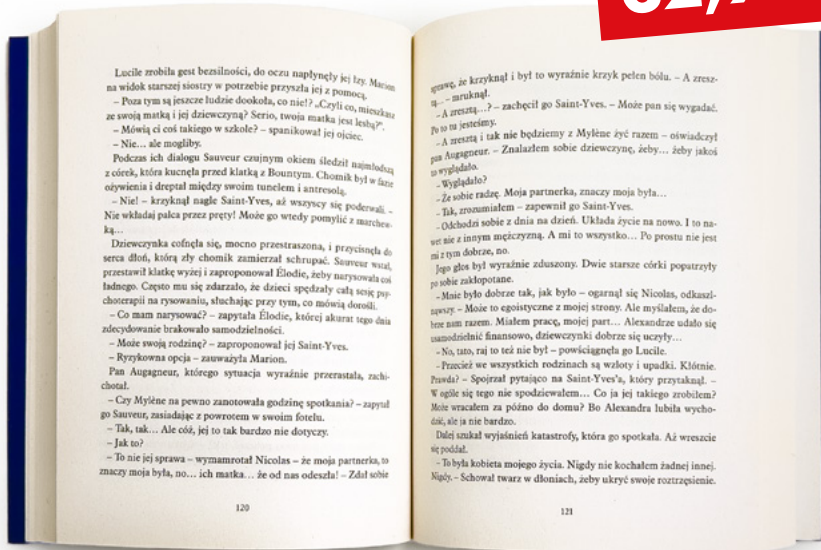 Lucile zrobiła gest bezsilności, do oczu napłynęły jej łzy. Marion
na widok starszej siostry w potrzebie przyszła jej z pomocą.
– Poza tym są jeszcze ludzie dookoła, co nie!? „Czyli co, mieszkasz
ze swoją matką i jej dziewczyną? Serio, twoja matka jest lesbą?".
– Mówią ci coś takiego w szkole? – spanikował jej ojciec.
– Nie… ale mogliby.
Podczas ich dialogu Sauveur czujnym okiem śledził najmłodszą
z córek, która kucnęła przed klatką z Bountym. Chomik był w fazie
ożywienia i dreptał między swoim tunelem i antresolą.
– Nie! – krzyknął nagle Saint-Yves, aż wszyscy się poderwali. –
Nie wkładaj palca przez pręty! Może go wtedy pomylić z marchew-
ką…
Dziewczynka cofnęła się, mocno przestraszona, i przycisnęła do
serca dłoń, którą zły chomik zamierzał schrupać. Sauveur wstał,
przestawił klatkę wyżej i zaproponował Élodie, żeby narysowała coś
ładnego. Często mu się zdarzało, że dzieci spędzały całą sesję psy-
choterapii na rysowaniu, słuchając przy tym, co mówią dorośli.
– Co mam narysować? – zapytała Élodie, której akurat tego dnia
zdecydowanie brakowało samodzielności.
– Może swoją rodzinę? – zaproponował jej Saint-Yves.
– Ryzykowna opcja – zauważyła Marion.
Pan Augagneur, którego sytuacja wyraźnie przerastała, zachi-
chotał.
– Czy Mylène na pewno zanotowała godzinę spotkania? – zapytał
go Sauveur, zasiadając z powrotem w swoim fotelu.
– Tak, tak… Ale cóż, jej to tak bardzo nie dotyczy.
– Jak to?
– To nie jej sprawa – wymamrotał Nicolas – że moja partnerka, to
znaczy moja była, no… ich matka… że od nas odeszła! – Zdał sobie
120
sprawę, że krzyknął i był to wyraźnie krzyk pełen bólu. – A zresz-
tą… – mruknął.
– A zresztą…? – zachęcił go Saint-Yves. – Może pan się wygadać.
Po to tu jesteśmy.
– A zresztą i tak nie będziemy z Mylène żyć razem – oświadczył
pan Augagneur. – Znalazłem sobie dziewczynę, żeby… żeby jakoś
to wyglądało.
– Wyglądało?
– Że sobie radzę. Moja partnerka, znaczy moja była…
– Tak, zrozumiałem – zapewnił go Saint-Yves.
– Odchodzi sobie z dnia na dzień. Układa życie na nowo. I to na-
wet nie z innym mężczyzną. A mi to wszystko… Po prostu nie jest
mi z tym dobrze, no.
Jego głos był wyraźnie zduszony. Dwie starsze córki popatrzyły
po sobie zakłopotane.
– Mnie było dobrze tak, jak było – ogarnął się Nicolas, odkaszl-
nąwszy. – Może to egoistyczne z mojej strony. Ale myślałem, że do-
brze nam razem. Miałem pracę, mojej part… Alexandrze udało się
usamodzielnić finansowo, dziewczynki dobrze się uczyły…
– No, tato, raj to też nie był – powściągnęła go Lucile.
– Przecież we wszystkich rodzinach są wzloty i upadki. Kłótnie.
Prawda? – Spojrzał pytająco na Saint-Yves'a, który przytaknął. –
W ogóle się tego nie spodziewałem… Co ja jej takiego zrobiłem?
Może wracałem za późno do domu? Bo Alexandra lubiła wycho-
dzić, ale ja nie bardzo.
Dalej szukał wyjaśnień katastrofy, która go spotkała. Aż wreszcie
się poddał.
– To była kobieta mojego życia. Nigdy nie kochałem żadnej innej.
Nigdy. – Schował twarz w dłoniach, żeby ukryć swoje roztrzęsienie.
121